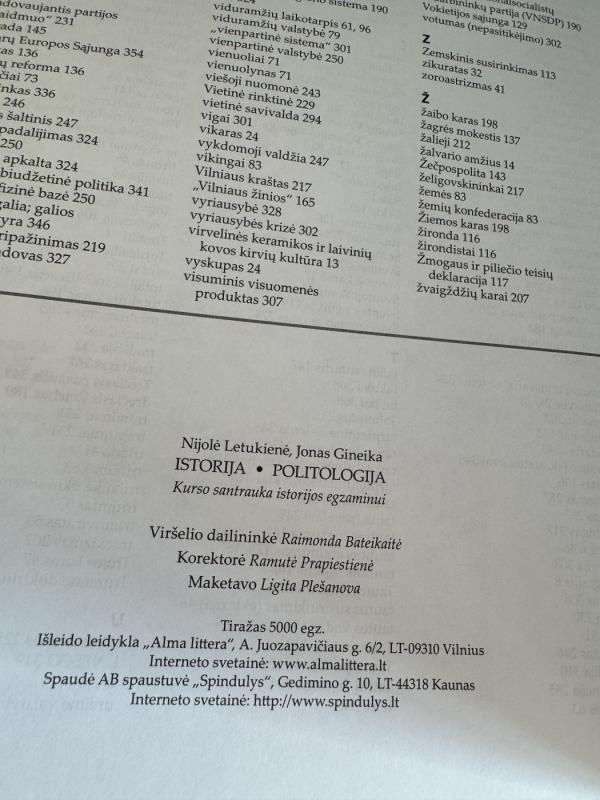 adovaujantis partijos
vaidmuo" 231
145
Europos Sąjunga 354
136
reforma 136
73
336
šaltinis 247
246
padalijimas 324
250
apkalta 324
biudžetinė politika 341
fizinė bazė 250
galia; galios
346
pripažinimas 219
327
sistema 190
324
viduramžių laikotarpis 61, 96
viduramžių valstybė 79
„vienpartinė sistema" 301
vienpartinė valstybė 250
vienuoliai 71
vienuolynas 71
viešoji nuomonė 243
Vietinė rinktinė 229
vietinė savivalda 294
vigai 301
vikaras 24
vykdomoji valdžia 247
vikingai 83
Vilniaus kraštas 217
„Vilniaus žinios" 165
vyriausybė 328
vyriausybės krizė 302
virvelinės keramikos ir laivinių
kovos kirvių kultūra 13
vyskupas 24
visuminis visuomenės
produktas 307
partija (VNSDP) 190
Vokietijos sąjunga 129
votumas (nepasitikėjimo) 302
Z
Zemskinis susirinkimas 113
zikuratas 32
zoroastrizmas 41
Ž
žaibo karas 198
žagrės mokestis 137
žalieji 212
žalvario amžius 14
Žečpospolita 143
želigovskininkai 217
žemės 83
žemių konfederacija 83
Žiemos karas 198
žironda 116
žirondistai 116
Žmogaus ir piliečio teisių
deklaracija 117
žvaigždžių karai 207
Nijolė Letukienė, Jonas Gineika
ISTORIJA • POLITOLOGIJA
Kurso santrauka istorijos egzaminui
Viršelio dailininkė Raimonda Bateikaitė
Korektorė Ramutė Prapiestienė
Maketavo Ligita Plešanova
Tiražas 5000 egz.
Išleido leidykla „Alma littera", A. Juozapavičiaus g. 6/2, LT-09310 Vilnius
Interneto svetainė: www.almalittera.lt
Spaudė AB spaustuvė „Spindulys", Gedimino g. 10, LT-44318 Kaunas
Interneto svetainė: http://www.spindulys.lt